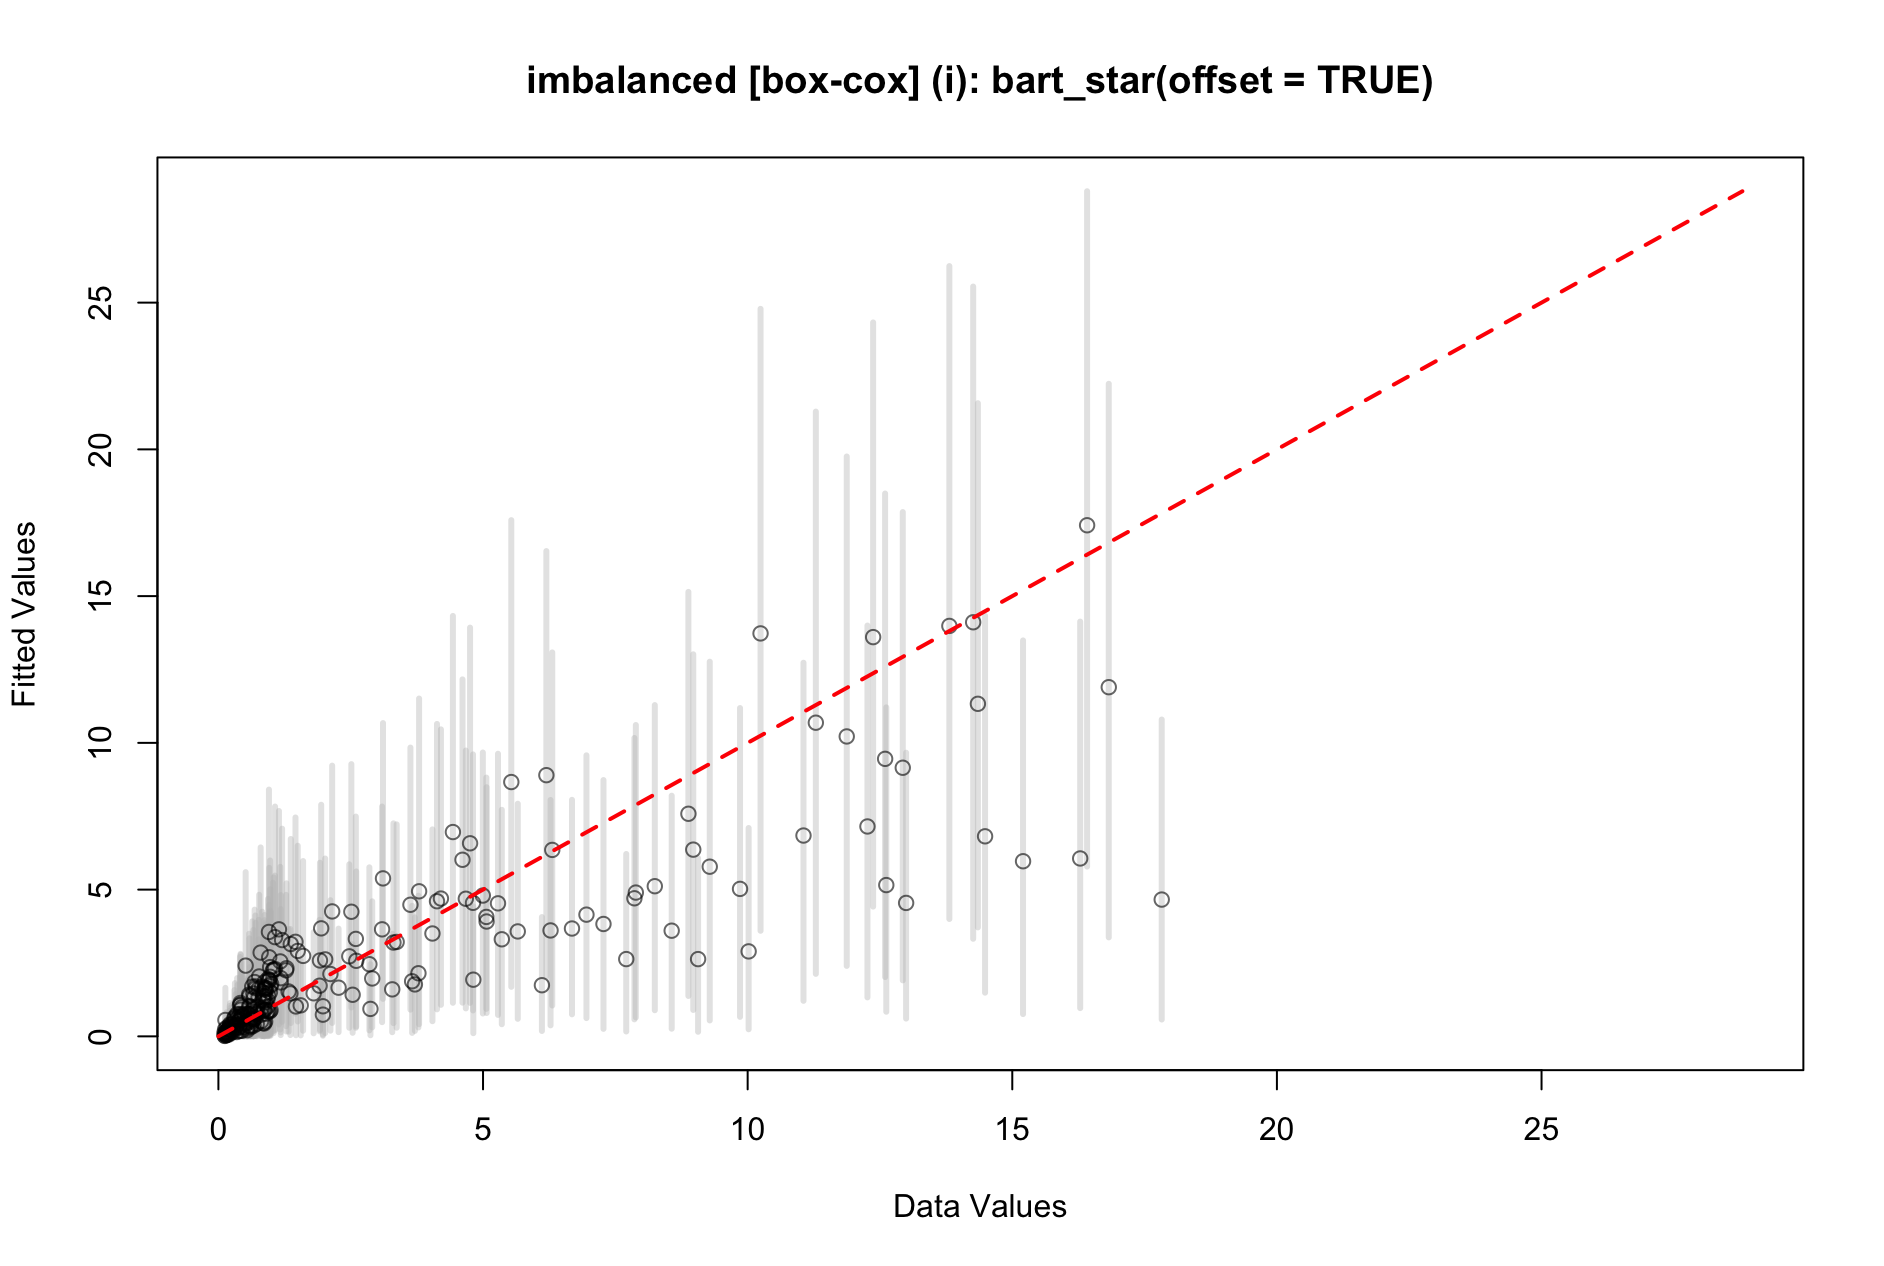 imbalanced [box-cox] (i): bart_star(offset = TRUE)
Fitted Values
25
20
15
10
5
0
0 5 10 15 20 25
Data Values